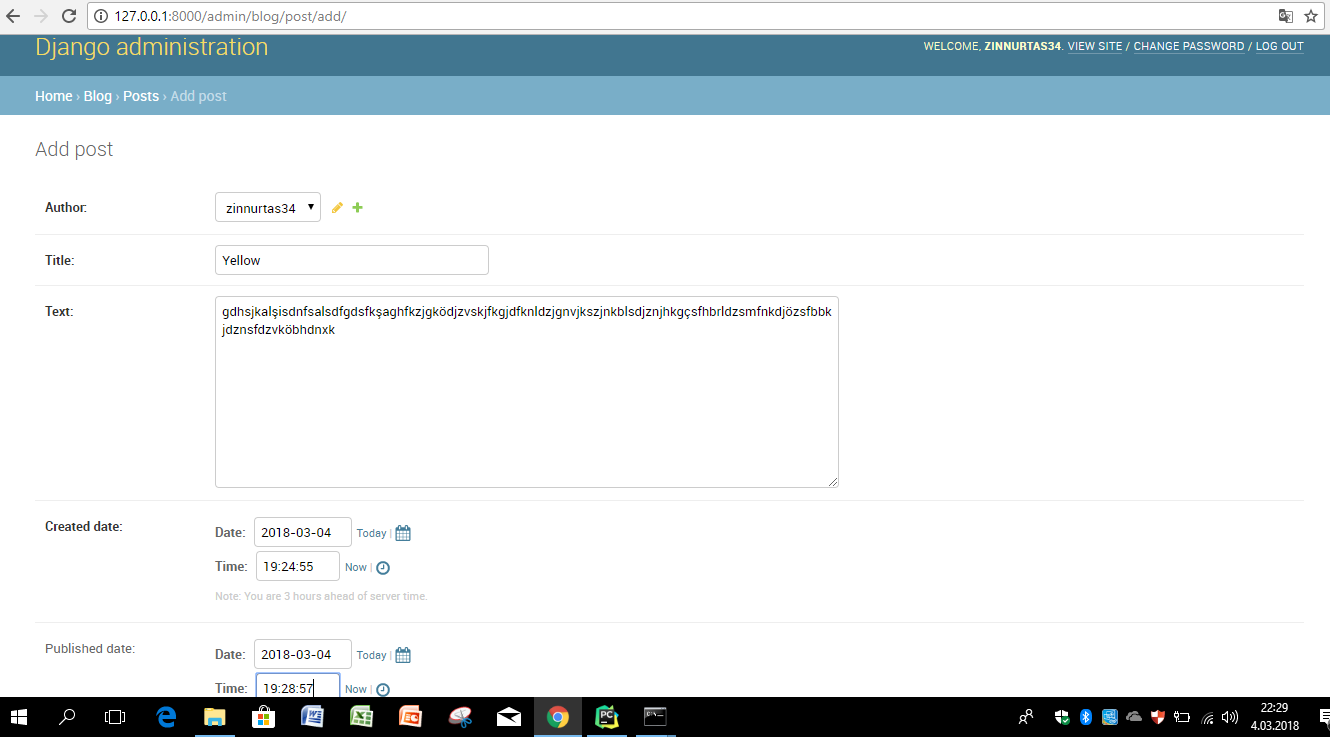 127.0.0.1:8000/admin/blog/post/add/
Django administration
WELCOME, ZINNURTAS34. VIEW SITE / CHANGE PASSWORD / LOG OUT
Home › Blog › Posts › Add post
Add post
Author: zinnurtas34
Title: Yellow
Text: gdhsjkalşisdnfsalsdfgdsfkşaghfkzjgködjzvskjfkgjdfknldzjgnvjkszjnkblsdjznjhkgçsfhbrldzsmfnkdjözsfbbk
jdznsfdzvköbhdnxk
Created date:
Date: 2018-03-04 Today |
Time: 19:24:55 Now |
Note: You are 3 hours ahead of server time.
Published date:
Date: 2018-03-04 Today |
Time: 19:28:57 Now |
22:29
4.03.2018